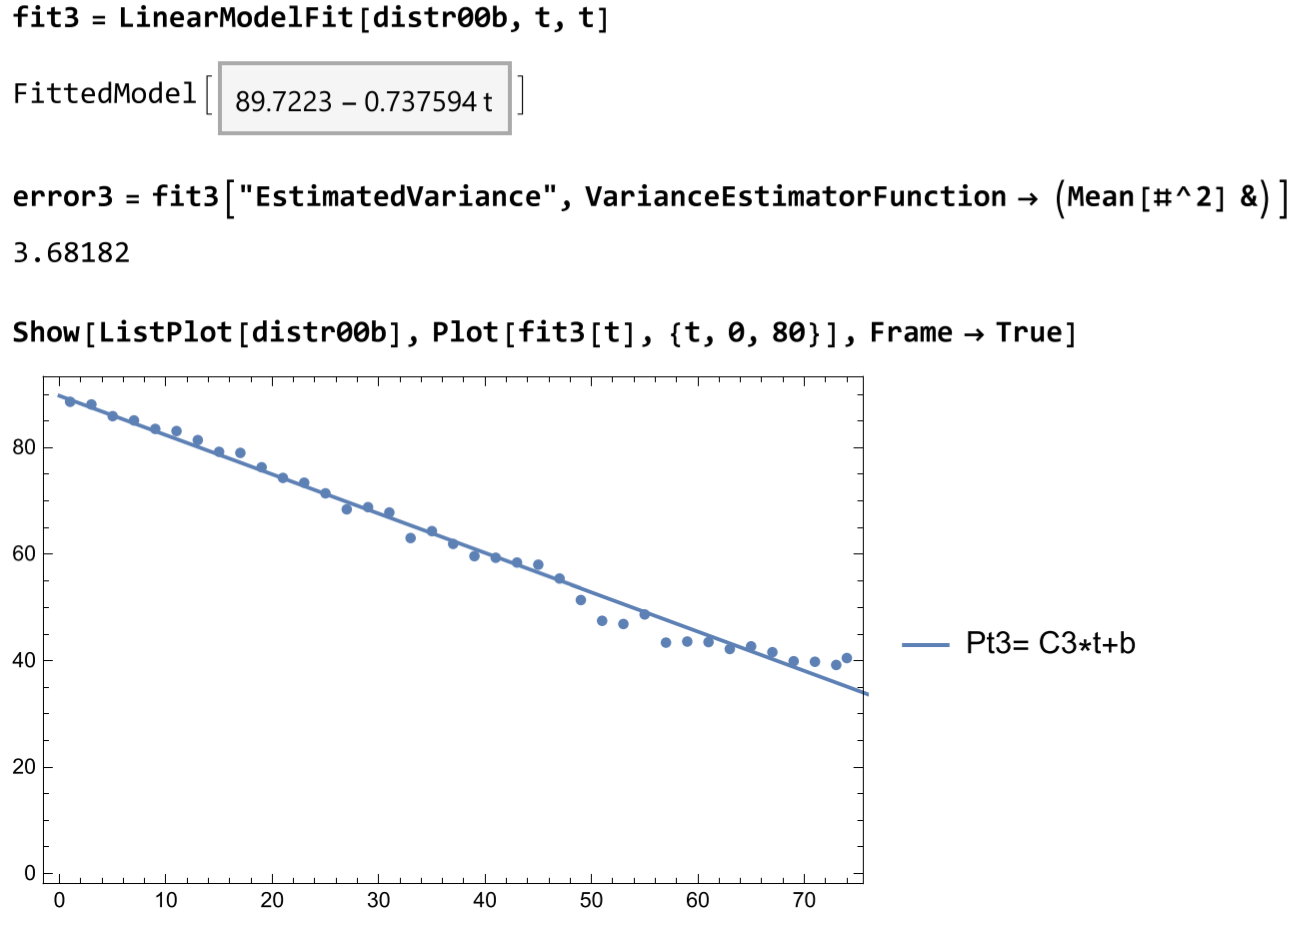 fit3 = LinearModelFit[distr00b, t, t]
FittedModel[ 89.7223 – 0.737594 t ]
error3 = fit3["EstimatedVariance", VarianceEstimatorFunction → (Mean[#^2] &)]
3.68182
Show[ListPlot[distr00b], Plot[fit3[t], {t, 0, 80}], Frame → True]
80
60
40
20
0
0 10 20 30 40 50 60 70
Pt3= C3*t+b